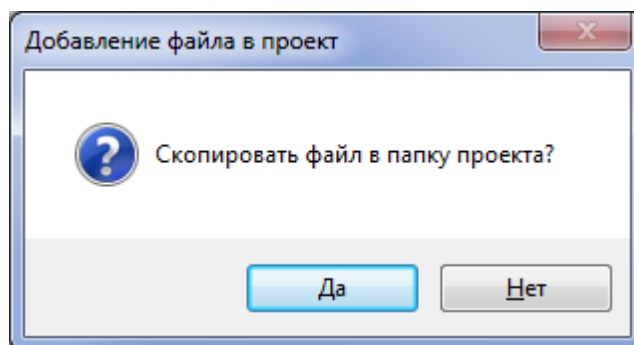 Добавление файла в проект
Скопировать файл в папку проекта?
Да
Нет